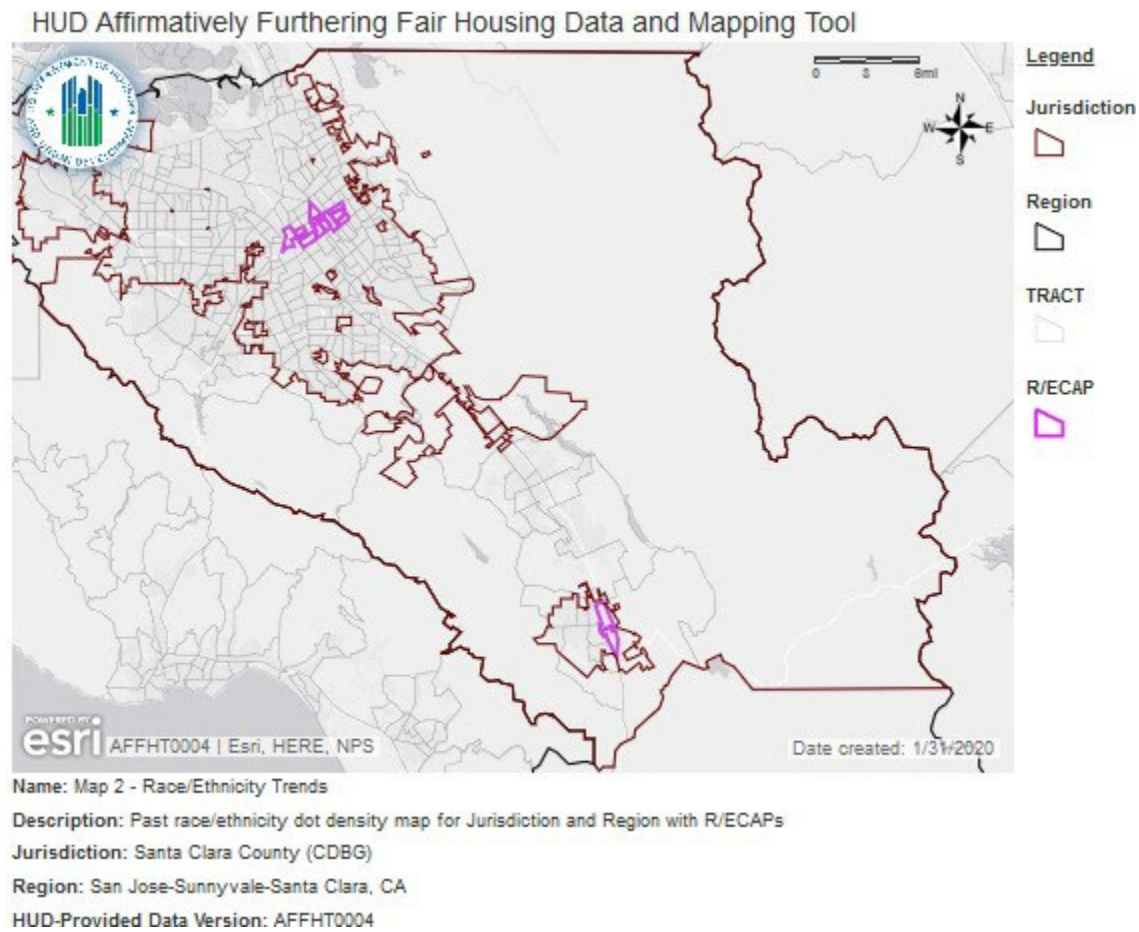 HUD Affirmatively Furthering Fair Housing Data and Mapping Tool
0 3 6mi
N
W E
S
Legend
Jurisdiction
Region
TRACT
R/ECAP
POWERED BY
esri AFFHT0004 | Esri, HERE, NPS
Date created: 1/31/2020
Name: Map 2 - Race/Ethnicity Trends
Description: Past race/ethnicity dot density map for Jurisdiction and Region with R/ECAPs
Jurisdiction: Santa Clara County (CDBG)
Region: San Jose-Sunnyvale-Santa Clara, CA
HUD-Provided Data Version: AFFHT0004